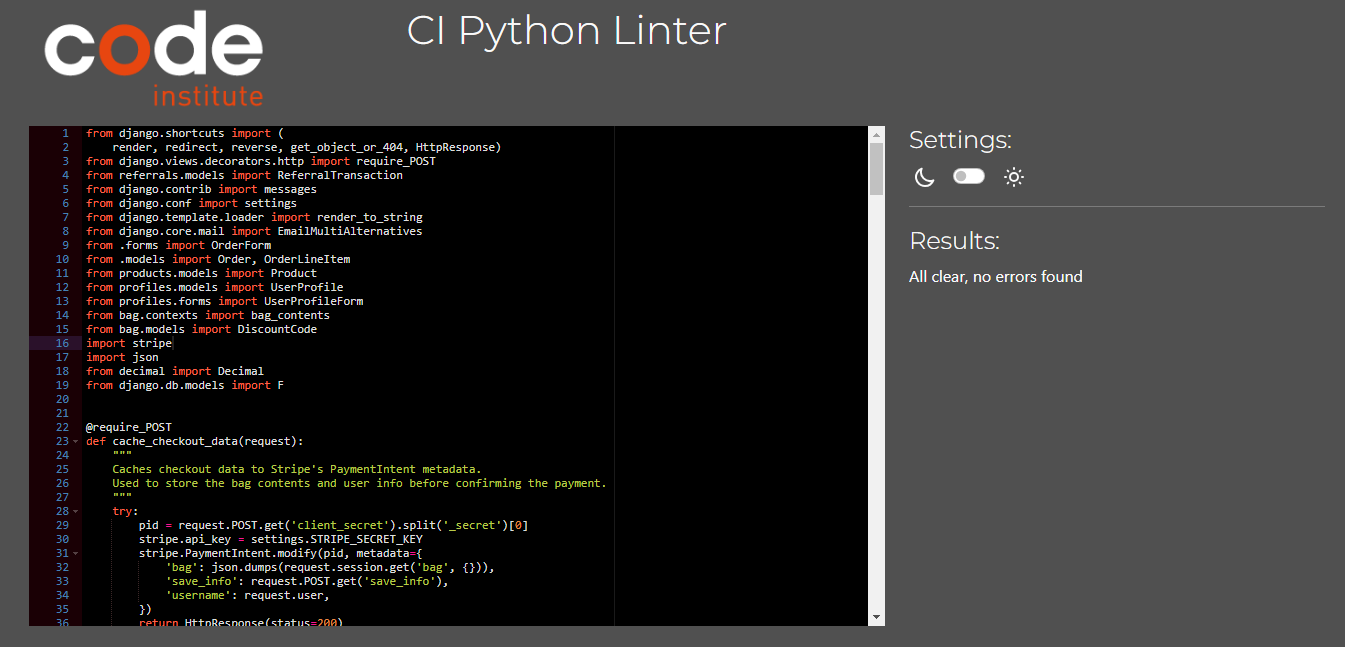 code
institute
CI Python Linter
1 from django.shortcuts import (
2     render, redirect, reverse, get_object_or_404, HttpResponse)
3 from django.views.decorators.http import require_POST
4 from referrals.models import ReferralTransaction
5 from django.contrib import messages
6 from django.conf import settings
7 from django.template.loader import render_to_string
8 from django.core.mail import EmailMultiAlternatives
9 from .forms import OrderForm
10 from .models import Order, OrderLineItem
11 from products.models import Product
12 from profiles.models import UserProfile
13 from profiles.forms import UserProfileForm
14 from bag.contexts import bag_contents
15 from bag.models import DiscountCode
16 import stripe
17 import json
18 from decimal import Decimal
19 from django.db.models import F
20
21
22 @require_POST
23 def cache_checkout_data(request):
24     """
25     Caches checkout data to Stripe's PaymentIntent metadata.
26     Used to store the bag contents and user info before confirming the payment.
27     """
28     try:
29         pid = request.POST.get('client_secret').split('_secret')[0]
30         stripe.api_key = settings.STRIPE_SECRET_KEY
31         stripe.PaymentIntent.modify(pid, metadata={
32             'bag': json.dumps(request.session.get('bag', {})),
33             'save_info': request.POST.get('save_info'),
34             'username': request.user,
35         })
36         return HttpResponse(status=200)
Settings:
Results:
All clear, no errors found